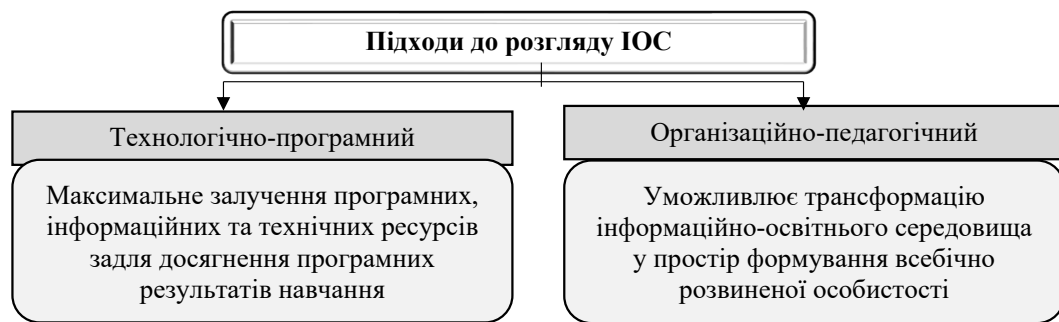 Підходи до розгляду ІОС
Технологічно-програмний
Організаційно-педагогічний
Максимальне залучення програмних,
інформаційних та технічних ресурсів
задля досягнення програмних
результатів навчання
Уможливлює трансформацію
інформаційно-освітнього середовища
у простір формування всебічно
розвиненої особистості